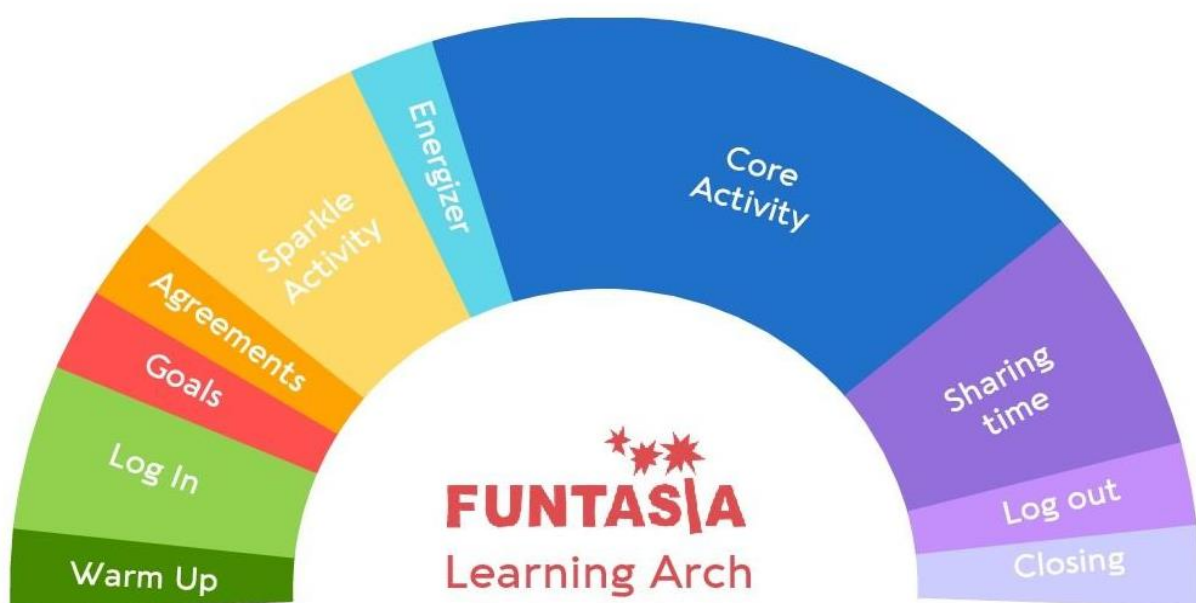 Warm Up
Log In
Goals
Agreements
Sparkle
Activity
Energizer
Core
Activity
Sharing
time
Log out
Closing
FUNTASIA
Learning Arch